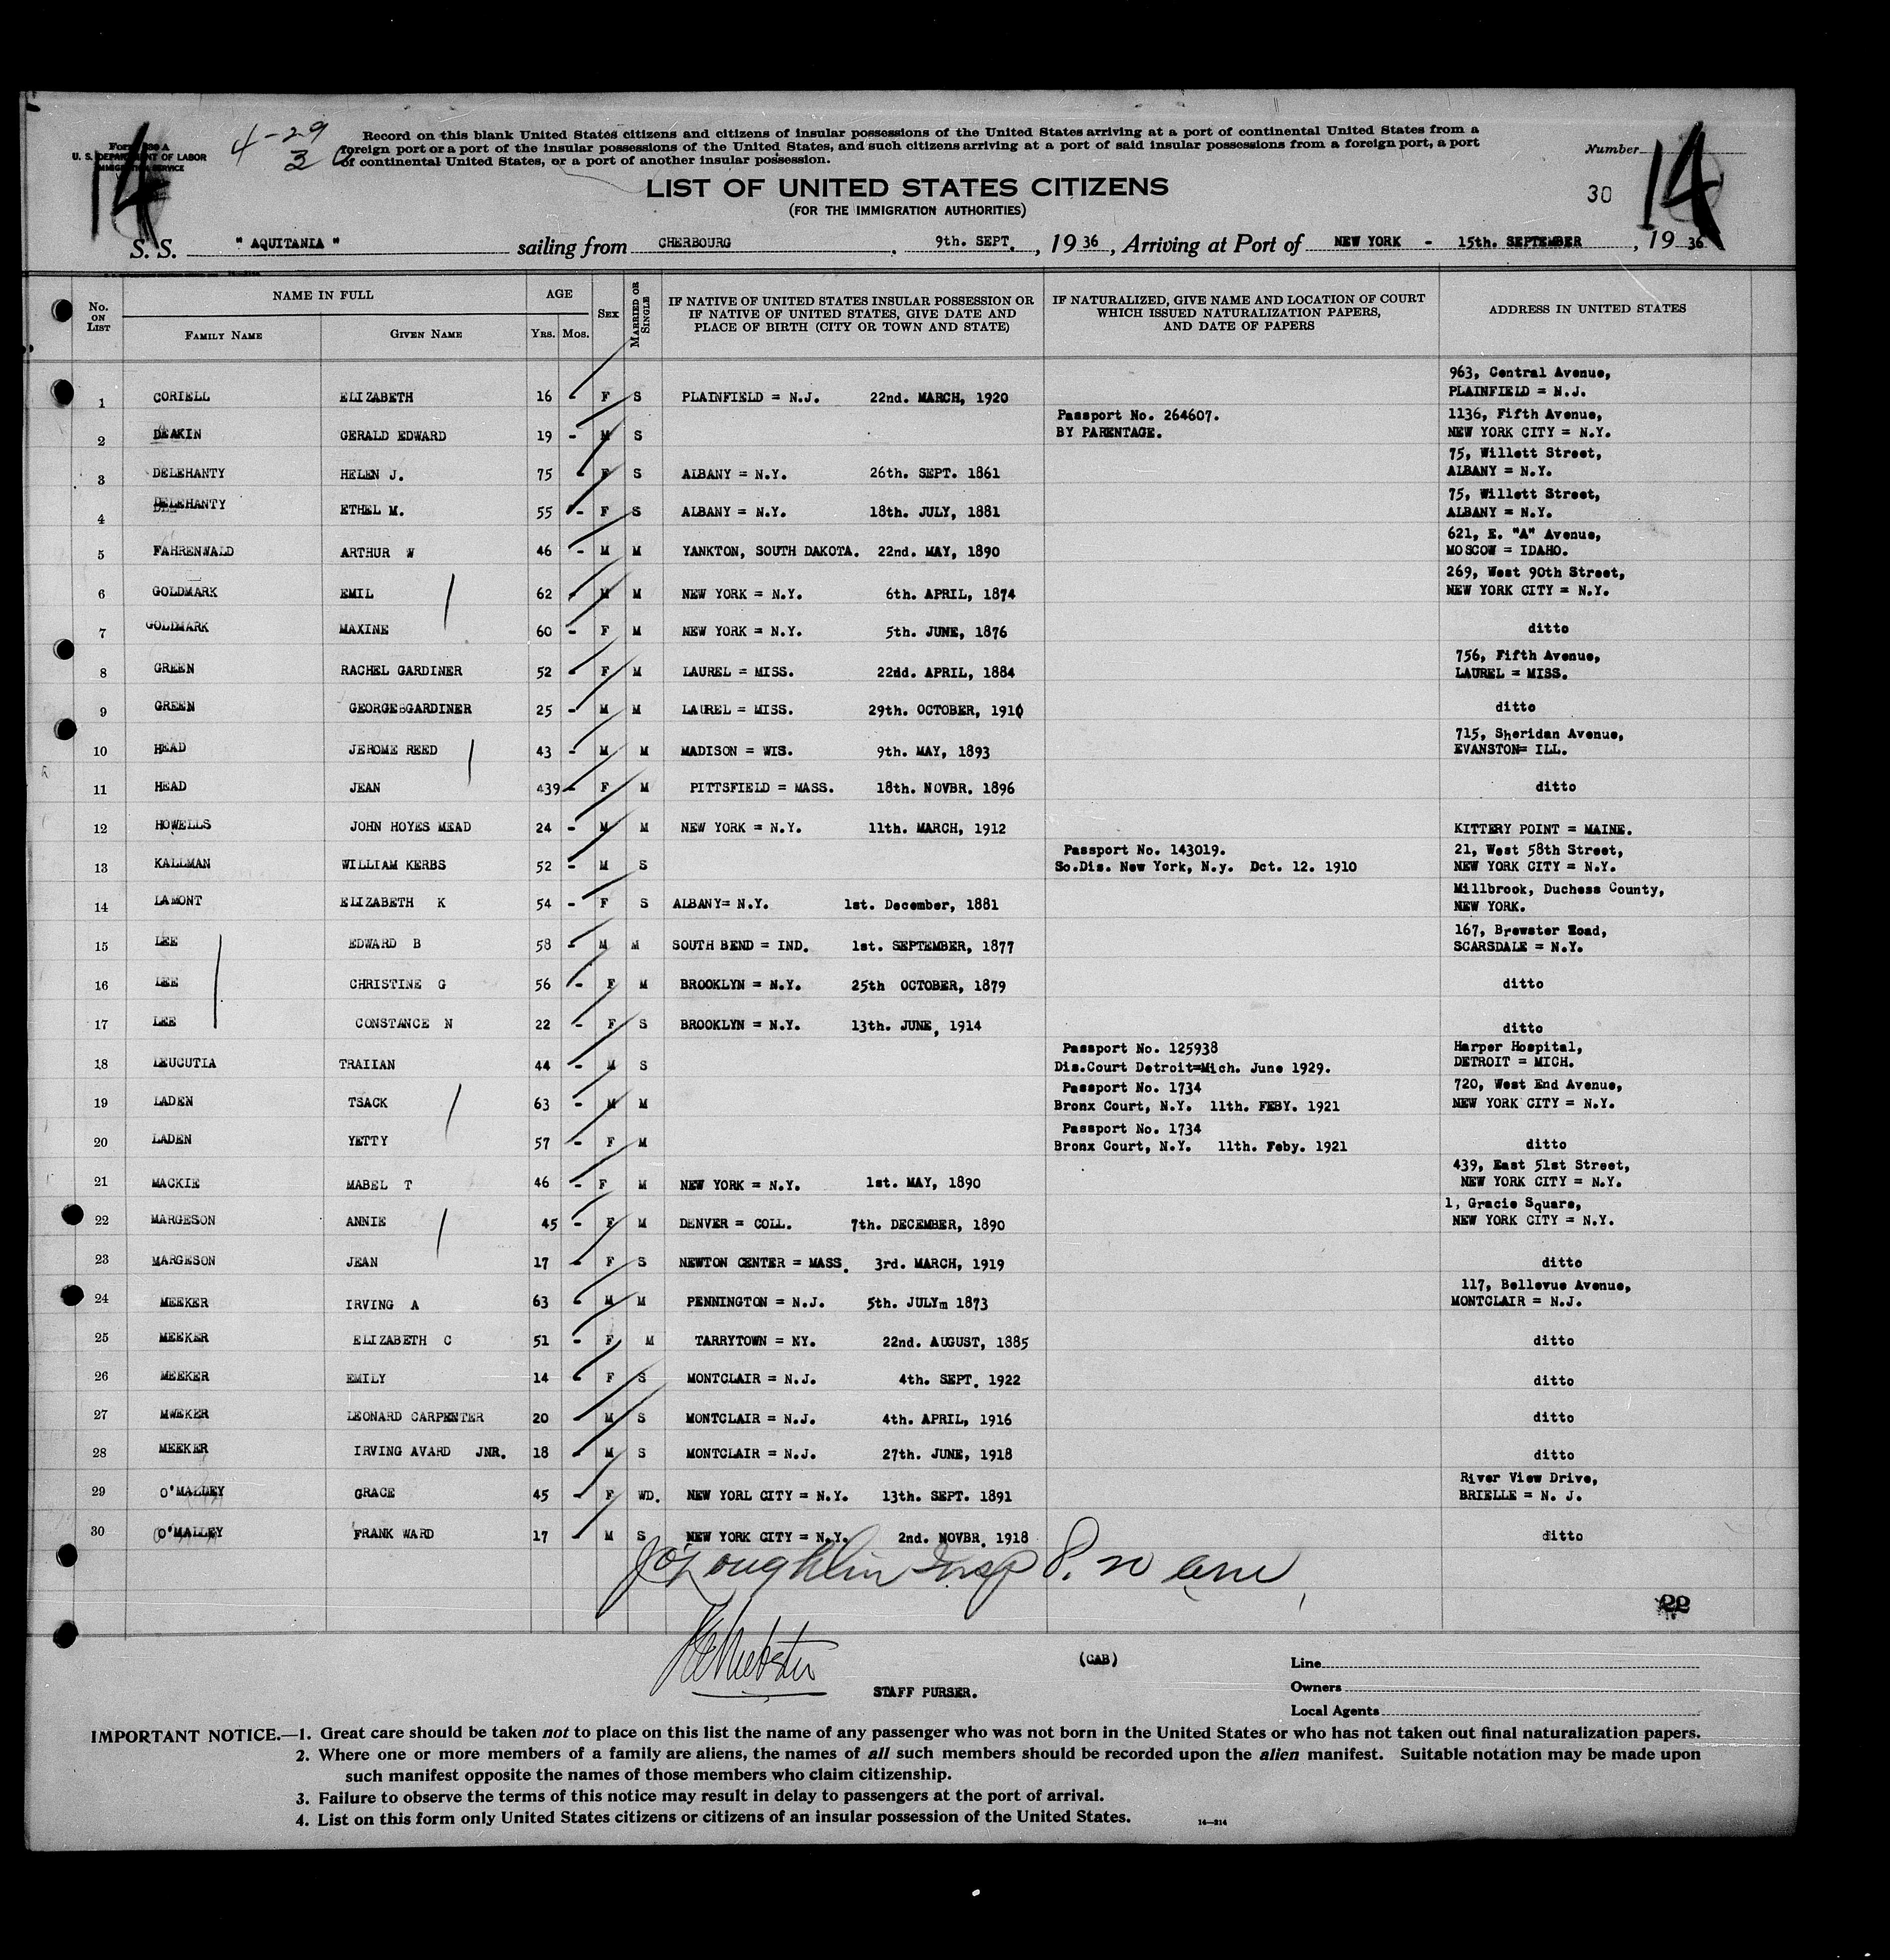 4-29
3
Form 630 A
U. S. DEPARTMENT OF LABOR
IMMIGRATION SERVICE
14
Record on this blank United States citizens and citizens of insular possessions of the United States arriving at a port of continental United States from a
foreign port or a port of the insular possessions of the United States, and such citizens arriving at a port of said insular possessions from a foreign port, a port
of continental United States, or a port of another insular possession.
Number
14
LIST OF UNITED STATES CITIZENS
30
(FOR THE IMMIGRATION AUTHORITIES)
S. S. " AQUITANIA " sailing from CHERBOURG , 9th. SEPT. , 19 36 , Arriving at Port of NEW YORK - 15th. SEPTEMBER , 19 36
No. ON LIST NAME IN FULL AGE SEX MARRIED OR SINGLE IF NATIVE OF UNITED STATES INSULAR POSSESSION OR IF NATIVE OF UNITED STATES, GIVE DATE AND PLACE OF BIRTH (CITY OR TOWN AND STATE) IF NATURALIZED, GIVE NAME AND LOCATION OF COURT WHICH ISSUED NATURALIZATION PAPERS, AND DATE OF PAPERS ADDRESS IN UNITED STATES
FAMILY NAME GIVEN NAME YRS. MOS.
963, Central Avenue,
1 CORIELL ELIZABETH 16 F S PLAINFIELD = N.J. 22nd. MARCH, 1920 PLAINFIELD = N.J.
Passport No. 264607. 1136, Fifth Avenue,
2 DEAKIN GERALD EDWARD 19 - M S BY PARENTAGE. NEW YORK CITY = N.Y.
75, Willett Street,
3 DELEHANTY HELEN J. 75 - F S ALBANY = N.Y. 26th. SEPT. 1861 ALBANY = N.Y.
75, Willett Street,
4 DELEHANTY ETHEL M. 55 - F S ALBANY = N.Y. 18th. JULY, 1881 ALBANY = N.Y.
621, E. "A" Avenue,
5 FAHRENWALD ARTHUR W 46 - M M YANKTON, SOUTH DAKOTA. 22nd. MAY, 1890 MOSCOW = IDAHO.
269, West 90th Street,
6 GOLDMARK EMIL 62 - M M NEW YORK = N.Y. 6th. APRIL, 1874 NEW YORK CITY = N.Y.
7 GOLDMARK MAXINE 60 - F M NEW YORK = N.Y. 5th. JUNE, 1876 ditto
756, Fifth Avenue,
8 GREEN RACHEL GARDINER 52 - F M LAUREL = MISS. 22dd. APRIL, 1884 LAUREL = MISS.
9 GREEN GEORGE GARDINER 25 - M M LAUREL = MISS. 29th. OCTOBER, 1910 ditto
715, Sheridan Avenue,
10 HEAD JEROME REED 43 - M M MADISON = WIS. 9th. MAY, 1893 EVANSTON= ILL.
11 HEAD JEAN 439 - F M PITTSFIELD = MASS. 18th. NOVBR. 1896 ditto
12 HOWELLS JOHN HOYES MEAD 24 - M M NEW YORK = N.Y. 11th. MARCH, 1912 KITTERY POINT = MAINE.
Passport No. 143019. 21, West 58th Street,
13 KALLMAN WILLIAM KERBS 52 - M S So.Dis. New York, N.y. Dct. 12. 1910 NEW YORK CITY = N.Y.
Millbrook, Duchess County,
14 LAMONT ELIZABETH K 54 - F S ALBANY= N.Y. 1st. December, 1881 NEW YORK.
167, Brewster Road,
15 LEE EDWARD B 58 - M M SOUTH BEND = IND. 1st. SEPTEMBER, 1877 SCARSDALE = N.Y.
16 LEE CHRISTINE G 56 - F M BROOKLYN = N.Y. 25th OCTOBER, 1879 ditto
17 LEE CONSTANCE N 22 - F S BROOKLYN = N.Y. 13th. JUNE, 1914 ditto
Passport No. 125938 Harper Hospital,
18 LEUCUTIA TRAIIAN 44 - M S Dis.Court Detroit=Mich. June 1929. DETROIT = MICH.
Passport No. 1734 720, West End Avenue,
19 LADEN TSACK 63 - M M Bronx Court, N.Y. 11th. FEBY. 1921 NEW YORK CITY = N.Y.
Passport No. 1734
20 LADEN YETTY 57 - F M Bronx Court, N.Y. 11th. Feby. 1921 ditto
439, East 51st Street,
21 MACKIE MABEL T 46 - F M NEW YORK = N.Y. 1st. MAY, 1890 NEW YORK CITY = N.Y.
1, Gracie Square,
22 MARGESON ANNIE 45 - F M DENVER = COLL. 7th. DECEMBER, 1890 NEW YORK CITY = N.Y.
23 MARGESON JEAN 17 - F S NEWTON CENTER = MASS. 3rd. MARCH, 1919 ditto
117, Bellevue Avenue,
24 MEEKER IRVING A 63 - M M PENNINGTON = N.J. 5th. JULYm 1873 MONTCLAIR = N.J.
25 MEEKER ELIZABETH C 51 - F M TARRYTOWN = NY. 22nd. AUGUST, 1885 ditto
26 MEEKER EMILY 14 - F S MONTCLAIR = N.J. 4th. SEPT. 1922 ditto
27 MWEKER LEONARD CARPENTER 20 - M S MONTCLAIR = N.J. 4th. APRIL, 1916 ditto
28 MEEKER IRVING AVARD JNR. 18 - M S MONTCLAIR = N.J. 27th. JUNE, 1918 ditto
River View Drive,
29 O'MALLEY GRACE 45 - F WD. NEW YORL CITY = N.Y. 13th. SEPT. 1891 BRIELLE = N. J.
30 O'MALLEY FRANK WARD 17 - M S NEW YORK CITY = N.Y. 2nd. NOVBR. 1918 ditto
J O'Loughlin Insp
22
(CAB)
STAFF PURSER.
Line
Owners
Local Agents
IMPORTANT NOTICE.—1. Great care should be taken not to place on this list the name of any passenger who was not born in the United States or who has not taken out final naturalization papers.
2. Where one or more members of a family are aliens, the names of all such members should be recorded upon the alien manifest. Suitable notation may be made upon
such manifest opposite the names of those members who claim citizenship.
3. Failure to observe the terms of this notice may result in delay to passengers at the port of arrival.
4. List on this form only United States citizens or citizens of an insular possession of the United States.
14—214